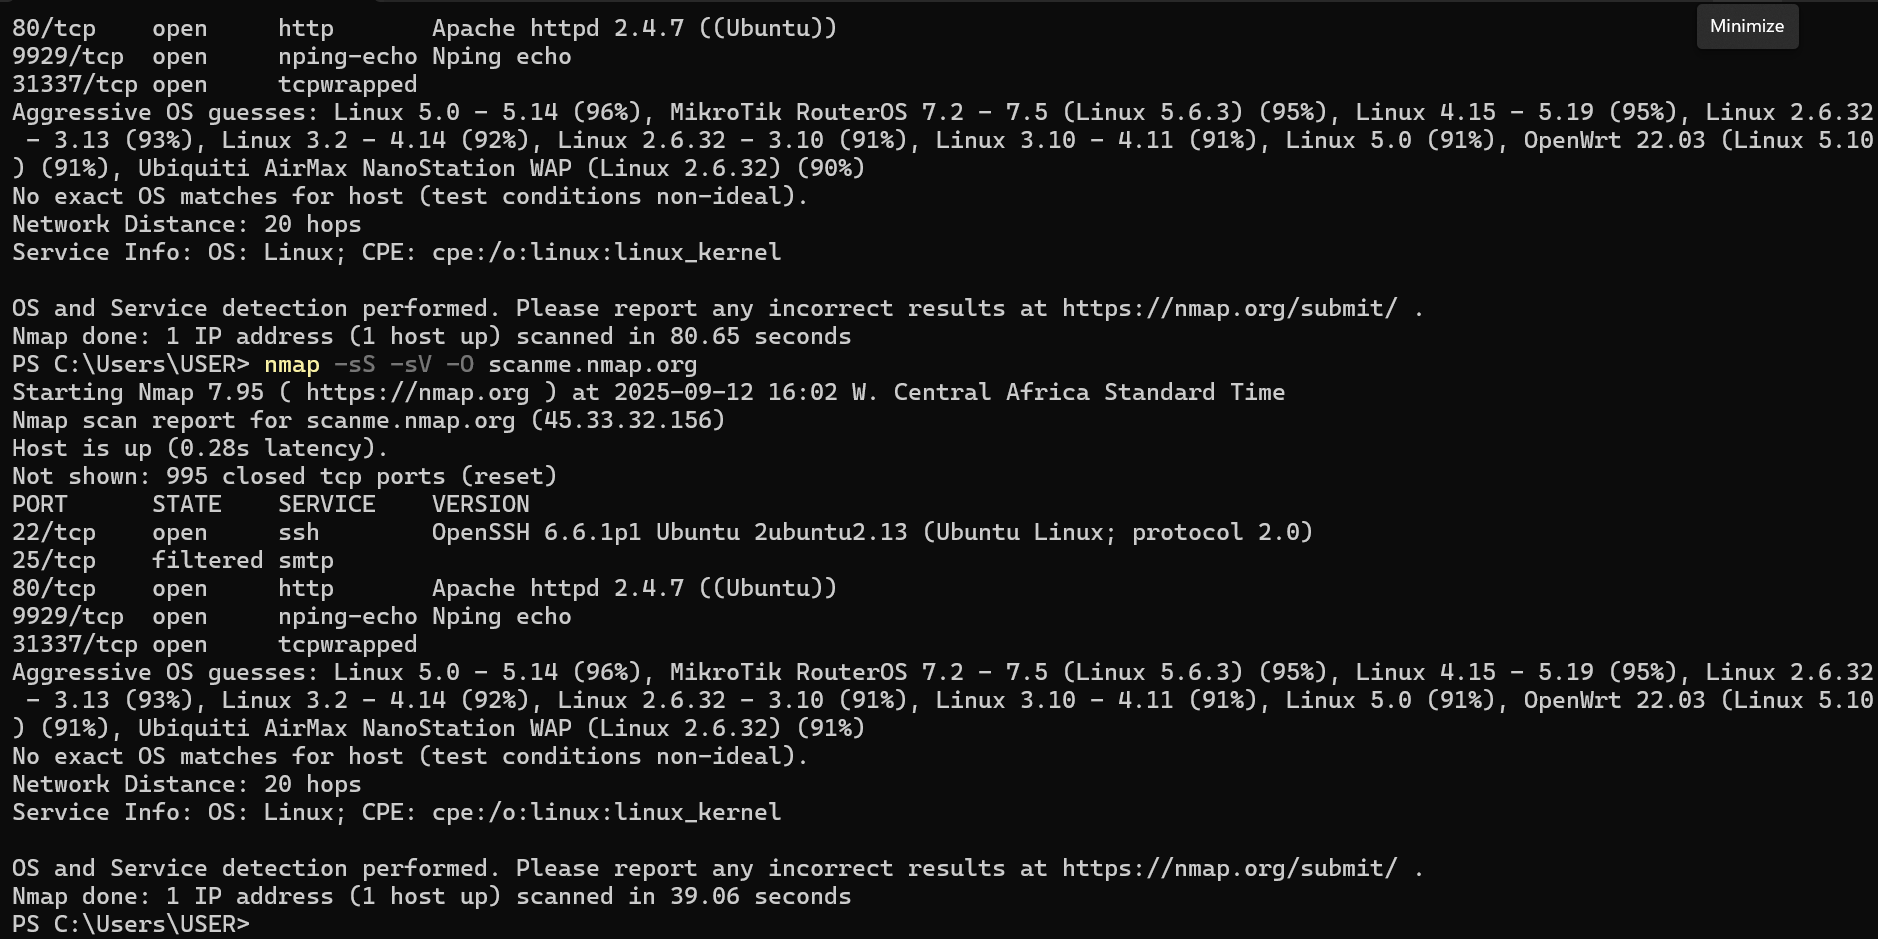 80/tcp    open     http       Apache httpd 2.4.7 ((Ubuntu))
Minimize
9929/tcp  open     nping-echo Nping echo
31337/tcp open     tcpwrapped
Aggressive OS guesses: Linux 5.0 - 5.14 (96%), MikroTik RouterOS 7.2 - 7.5 (Linux 5.6.3) (95%), Linux 4.15 - 5.19 (95%), Linux 2.6.32
 - 3.13 (93%), Linux 3.2 - 4.14 (92%), Linux 2.6.32 - 3.10 (91%), Linux 3.10 - 4.11 (91%), Linux 5.0 (91%), OpenWrt 22.03 (Linux 5.10
) (91%), Ubiquiti AirMax NanoStation WAP (Linux 2.6.32) (90%)
No exact OS matches for host (test conditions non-ideal).
Network Distance: 20 hops
Service Info: OS: Linux; CPE: cpe:/o:linux:linux_kernel

OS and Service detection performed. Please report any incorrect results at https://nmap.org/submit/ .
Nmap done: 1 IP address (1 host up) scanned in 80.65 seconds
PS C:\Users\USER> nmap -sS -sV -O scanme.nmap.org
Starting Nmap 7.95 ( https://nmap.org ) at 2025-09-12 16:02 W. Central Africa Standard Time
Nmap scan report for scanme.nmap.org (45.33.32.156)
Host is up (0.28s latency).
Not shown: 995 closed tcp ports (reset)
PORT      STATE    SERVICE    VERSION
22/tcp    open     ssh        OpenSSH 6.6.1p1 Ubuntu 2ubuntu2.13 (Ubuntu Linux; protocol 2.0)
25/tcp    filtered smtp
80/tcp    open     http       Apache httpd 2.4.7 ((Ubuntu))
9929/tcp  open     nping-echo Nping echo
31337/tcp open     tcpwrapped
Aggressive OS guesses: Linux 5.0 - 5.14 (96%), MikroTik RouterOS 7.2 - 7.5 (Linux 5.6.3) (95%), Linux 4.15 - 5.19 (95%), Linux 2.6.32
 - 3.13 (93%), Linux 3.2 - 4.14 (92%), Linux 2.6.32 - 3.10 (91%), Linux 3.10 - 4.11 (91%), Linux 5.0 (91%), OpenWrt 22.03 (Linux 5.10
) (91%), Ubiquiti AirMax NanoStation WAP (Linux 2.6.32) (91%)
No exact OS matches for host (test conditions non-ideal).
Network Distance: 20 hops
Service Info: OS: Linux; CPE: cpe:/o:linux:linux_kernel

OS and Service detection performed. Please report any incorrect results at https://nmap.org/submit/ .
Nmap done: 1 IP address (1 host up) scanned in 39.06 seconds
PS C:\Users\USER>